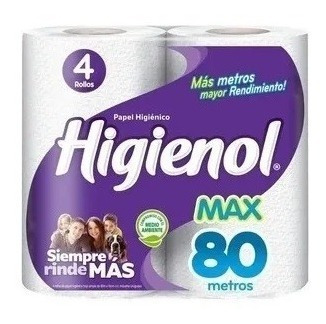 4
Rollos
Más metros
mayor Rendimiento!
Papel Higiénico
Higienol®
MAX
80
metros
MEDIO
AMBIENTE
Siempre
rinde MÁS